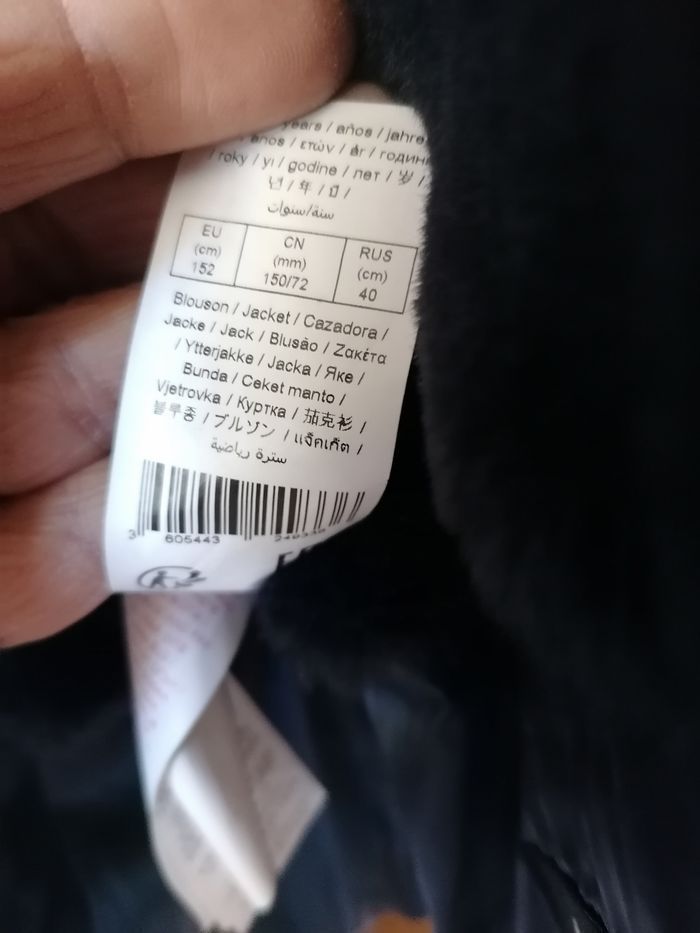 years / años / jahre
anos / ετών / år / годин
/ roky / yı / godine / лет / 岁 /
년 / 年 / ปี /
سنة/سنوات
EU CN RUS
(cm) (mm) (cm)
152 150/72 40
Blouson / Jacket / Cazadora /
Jacke / Jack / Blusão / Ζακέτα
/ Ytterjakke / Jacka / Яке /
Bunda / Ceket manto /
Vjetrovka / Куртка / 茄克衫 /
블루종 / ブルゾン / แจ็คเก็ต /
سترة رياضية
3 605443